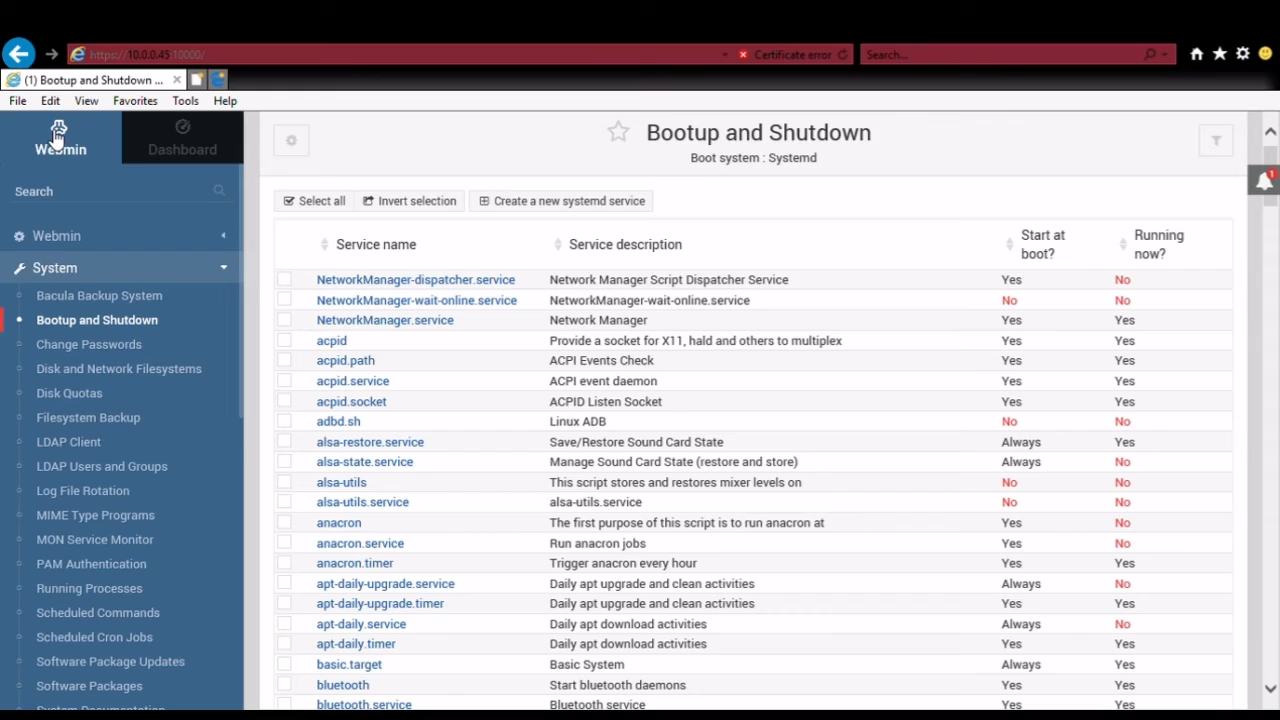 https://10.0.0.45:10000/
Certificate error
Search...
(1) Bootup and Shutdown ...
File Edit View Favorites Tools Help
Webmin
Dashboard
Search
Webmin
System
Bacula Backup System
Bootup and Shutdown
Change Passwords
Disk and Network Filesystems
Disk Quotas
Filesystem Backup
LDAP Client
LDAP Users and Groups
Log File Rotation
MIME Type Programs
MON Service Monitor
PAM Authentication
Running Processes
Scheduled Commands
Scheduled Cron Jobs
Software Package Updates
Software Packages
System Documentation
Bootup and Shutdown
Boot system : Systemd
1
Select all Invert selection Create a new systemd service
Service name Service description Start at boot? Running now?
NetworkManager-dispatcher.service Network Manager Script Dispatcher Service Yes No
NetworkManager-wait-online.service NetworkManager-wait-online.service No No
NetworkManager.service Network Manager Yes Yes
acpid Provide a socket for X11, hald and others to multiplex Yes Yes
acpid.path ACPI Events Check Yes Yes
acpid.service ACPI event daemon Yes Yes
acpid.socket ACPID Listen Socket Yes Yes
adbd.sh Linux ADB No No
alsa-restore.service Save/Restore Sound Card State Always Yes
alsa-state.service Manage Sound Card State (restore and store) Always No
alsa-utils This script stores and restores mixer levels on No No
alsa-utils.service alsa-utils.service No No
anacron The first purpose of this script is to run anacron at Yes No
anacron.service Run anacron jobs Yes No
anacron.timer Trigger anacron every hour Yes Yes
apt-daily-upgrade.service Daily apt upgrade and clean activities Always No
apt-daily-upgrade.timer Daily apt upgrade and clean activities Yes Yes
apt-daily.service Daily apt download activities Always No
apt-daily.timer Daily apt download activities Yes Yes
basic.target Basic System Always Yes
bluetooth Start bluetooth daemons Yes Yes
bluetooth.service Bluetooth service Yes Yes